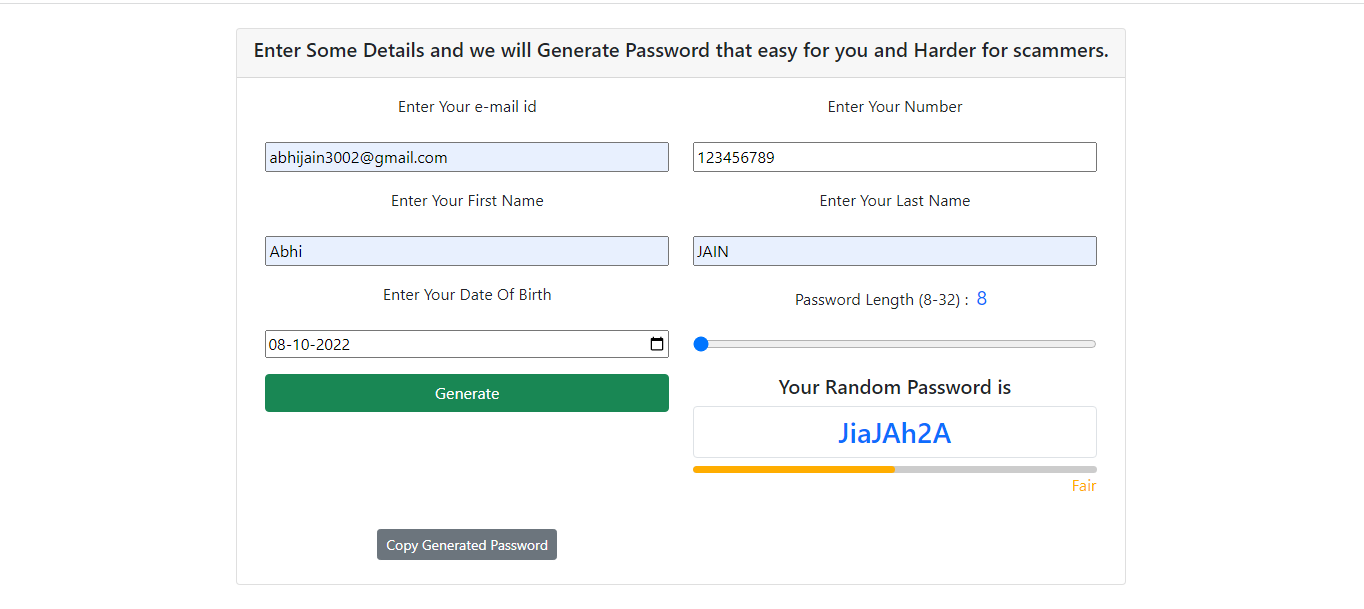 Enter Some Details and we will Generate Password that easy for you and Harder for scammers.
Enter Your e-mail id
Enter Your Number
abhijain3002@gmail.com
123456789
Enter Your First Name
Enter Your Last Name
Abhi
JAIN
Enter Your Date Of Birth
Password Length (8-32) : 8
08-10-2022
Generate
Your Random Password is
JiaJAh2A
Fair
Copy Generated Password